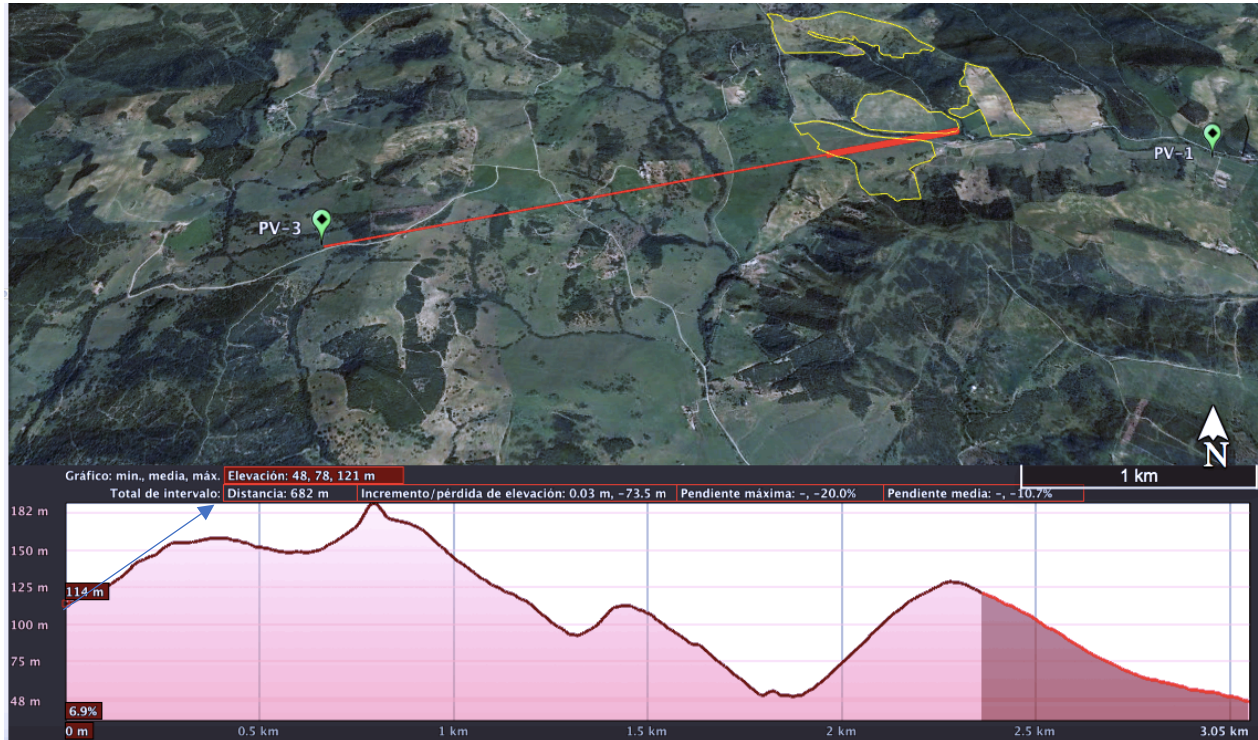 PV-1
PV-3
N
1 km
Gráfico: min., media, máx. Elevación: 48, 78, 121 m
Total de intervalo: Distancia: 682 m Incremento/pérdida de elevación: 0.03 m, -73.5 m Pendiente máxima: -, -20.0% Pendiente media: -, -10.7%
182 m
150 m
125 m
114 m
100 m
75 m
48 m
6.9%
0 m 0.5 km 1 km 1.5 km 2 km 2.5 km 3.05 km